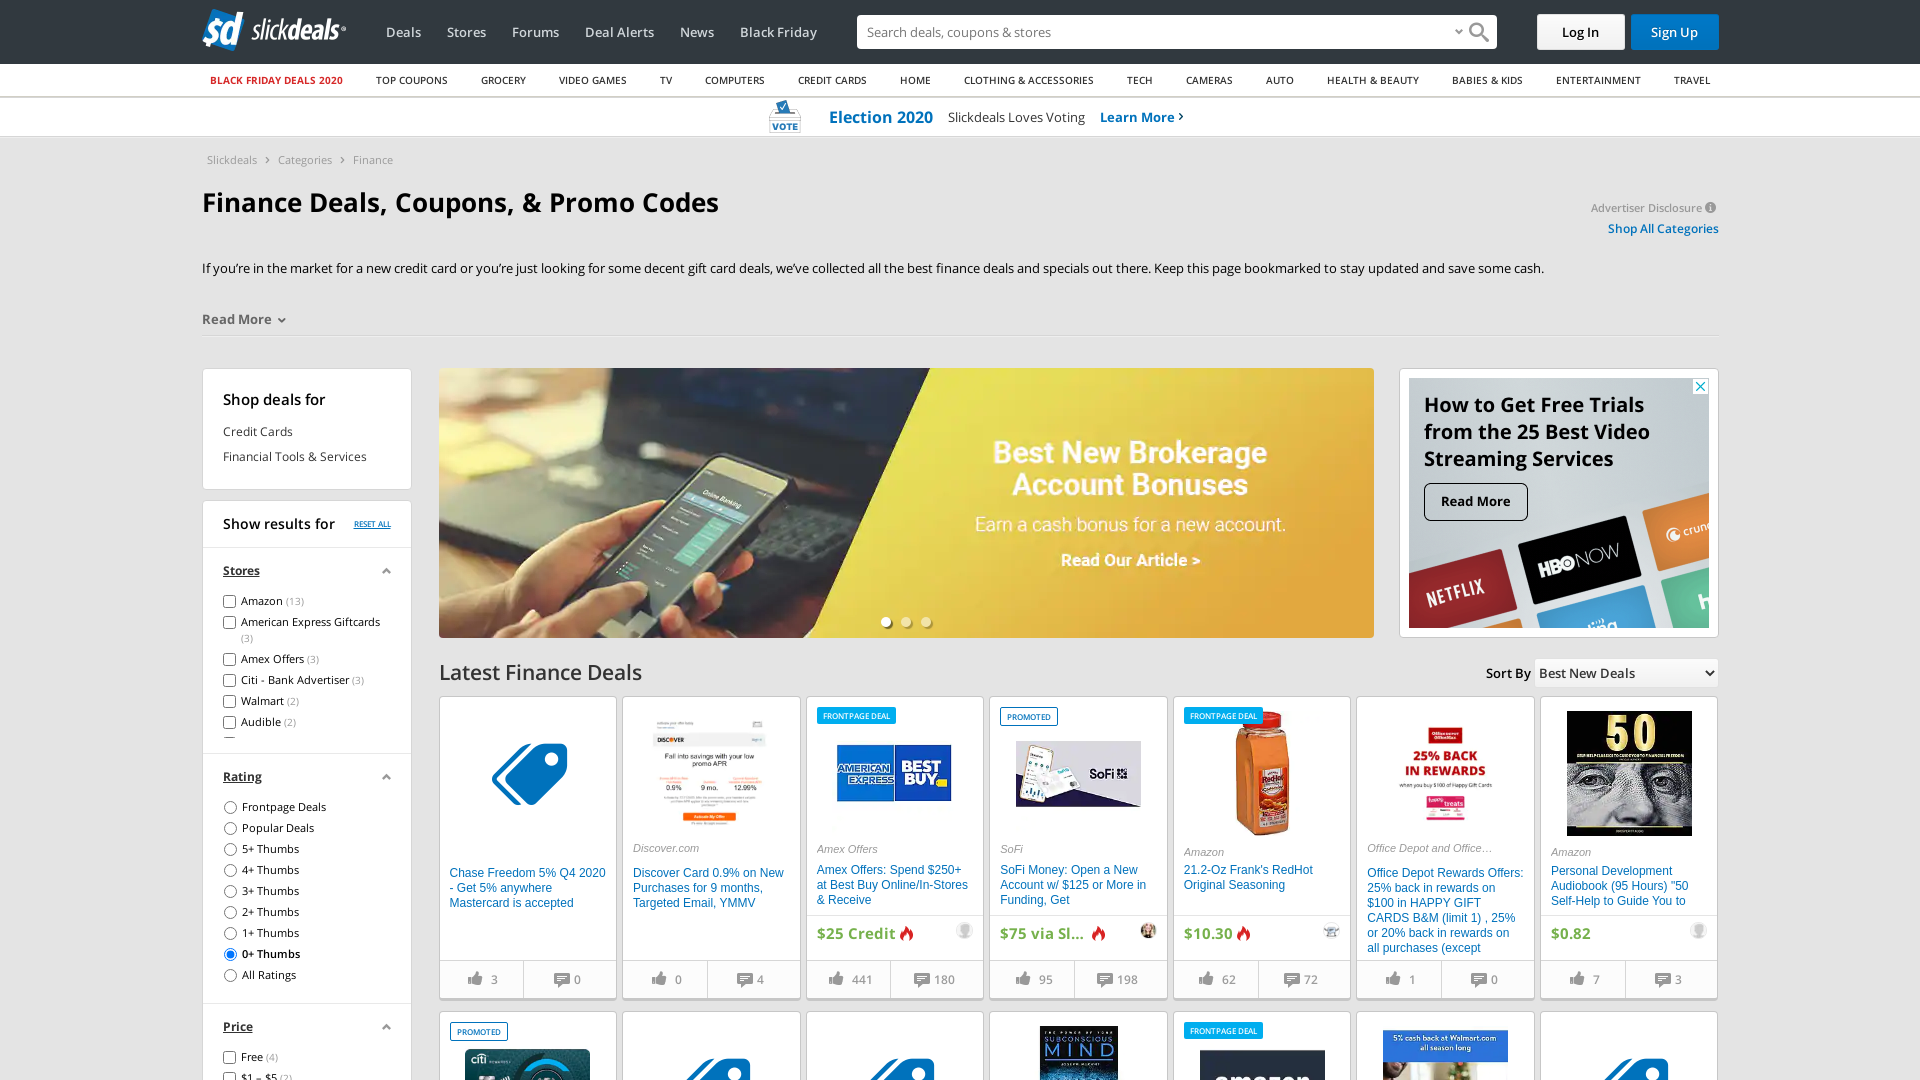 slickdeals
Deals
Stores
Forums
Deal Alerts
News
Black Friday
Search deals, coupons & stores
Log In
Sign Up
BLACK FRIDAY DEALS 2020
TOP COUPONS
GROCERY
VIDEO GAMES
TV
COMPUTERS
CREDIT CARDS
HOME
CLOTHING & ACCESSORIES
TECH
CAMERAS
AUTO
HEALTH & BEAUTY
BABIES & KIDS
ENTERTAINMENT
TRAVEL
VOTE
Election 2020 Slickdeals Loves Voting Learn More
Slickdeals > Categories > Finance
Finance Deals, Coupons, & Promo Codes
Advertiser Disclosure
Shop All Categories
If you’re in the market for a new credit card or you’re just looking for some decent gift card deals, we’ve collected all the best finance deals and specials out there. Keep this page bookmarked to stay updated and save some cash.
Read More
Shop deals for
Credit Cards
Financial Tools & Services
Show results for
RESET ALL
Stores
Amazon (13)
American Express Giftcards
(3)
Amex Offers (3)
Citi - Bank Advertiser (3)
Walmart (2)
Audible (2)
Rating
Frontpage Deals
Popular Deals
5+ Thumbs
4+ Thumbs
3+ Thumbs
2+ Thumbs
1+ Thumbs
0+ Thumbs
All Ratings
Price
Free (4)
$1 – $5 (2)
Online Banking
Best New Brokerage
Account Bonuses
Earn a cash bonus for a new account.
Read Our Article >
How to Get Free Trials
from the 25 Best Video
Streaming Services
Read More
NETFLIX
HBO NOW
crunc
Latest Finance Deals
Sort By Best New Deals
Chase Freedom 5% Q4 2020
- Get 5% anywhere
Mastercard is accepted
3
0
DISCOVER
Fall into savings with your low
promo APR
0.9%
9 mo.
12.99%
Discover.com
Discover Card 0.9% on New
Purchases for 9 months,
Targeted Email, YMMV
0
4
FRONTPAGE DEAL
AMERICAN
EXPRESS
BEST
BUY
Amex Offers
Amex Offers: Spend $250+
at Best Buy Online/In-Stores
& Receive
$25 Credit
441
180
PROMOTED
SoFi
SoFi
SoFi Money: Open a New
Account w/ $125 or More in
Funding, Get
$75 via Sl...
95
198
FRONTPAGE DEAL
RedHot
Amazon
21.2-Oz Frank's RedHot
Original Seasoning
$10.30
62
72
25% BACK
IN REWARDS
when you buy $100 of Happy Gift Cards
treats
Office Depot and Office…
Office Depot Rewards Offers:
25% back in rewards on
$100 in HAPPY GIFT
CARDS B&M (limit 1) , 25%
or 20% back in rewards on
all purchases (except
1
0
50
Amazon
Personal Development
Audiobook (95 Hours) "50
Self-Help to Guide You to
$0.82
7
3
PROMOTED
citi
THE POWER OF YOUR
SUBCONSCIOUS
MIND
FRONTPAGE DEAL
amazon
5% cash back at Walmart.com
all season long